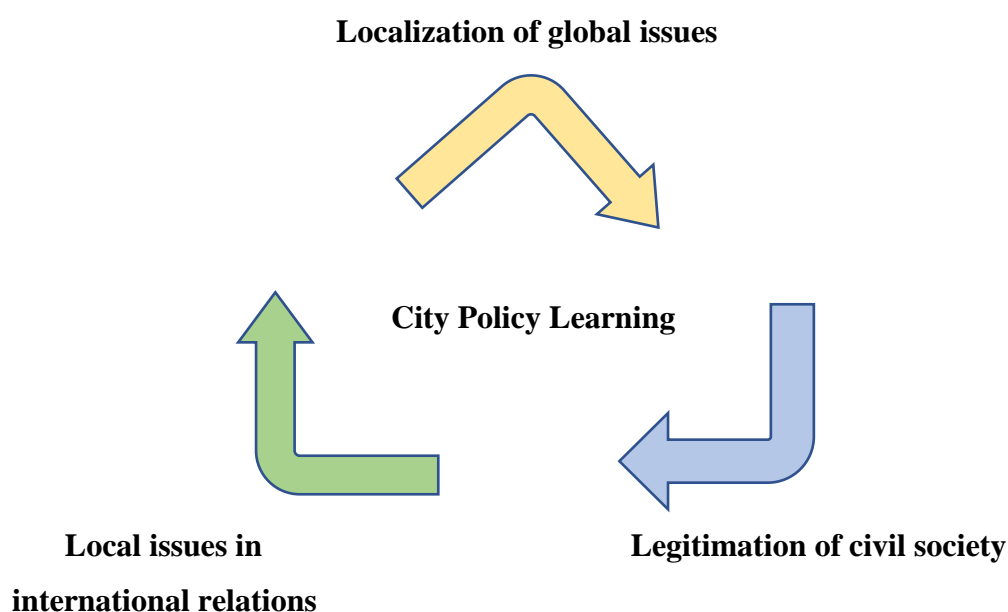 Localization of global issues
City Policy Learning
Local issues in
international relations
Legitimation of civil society